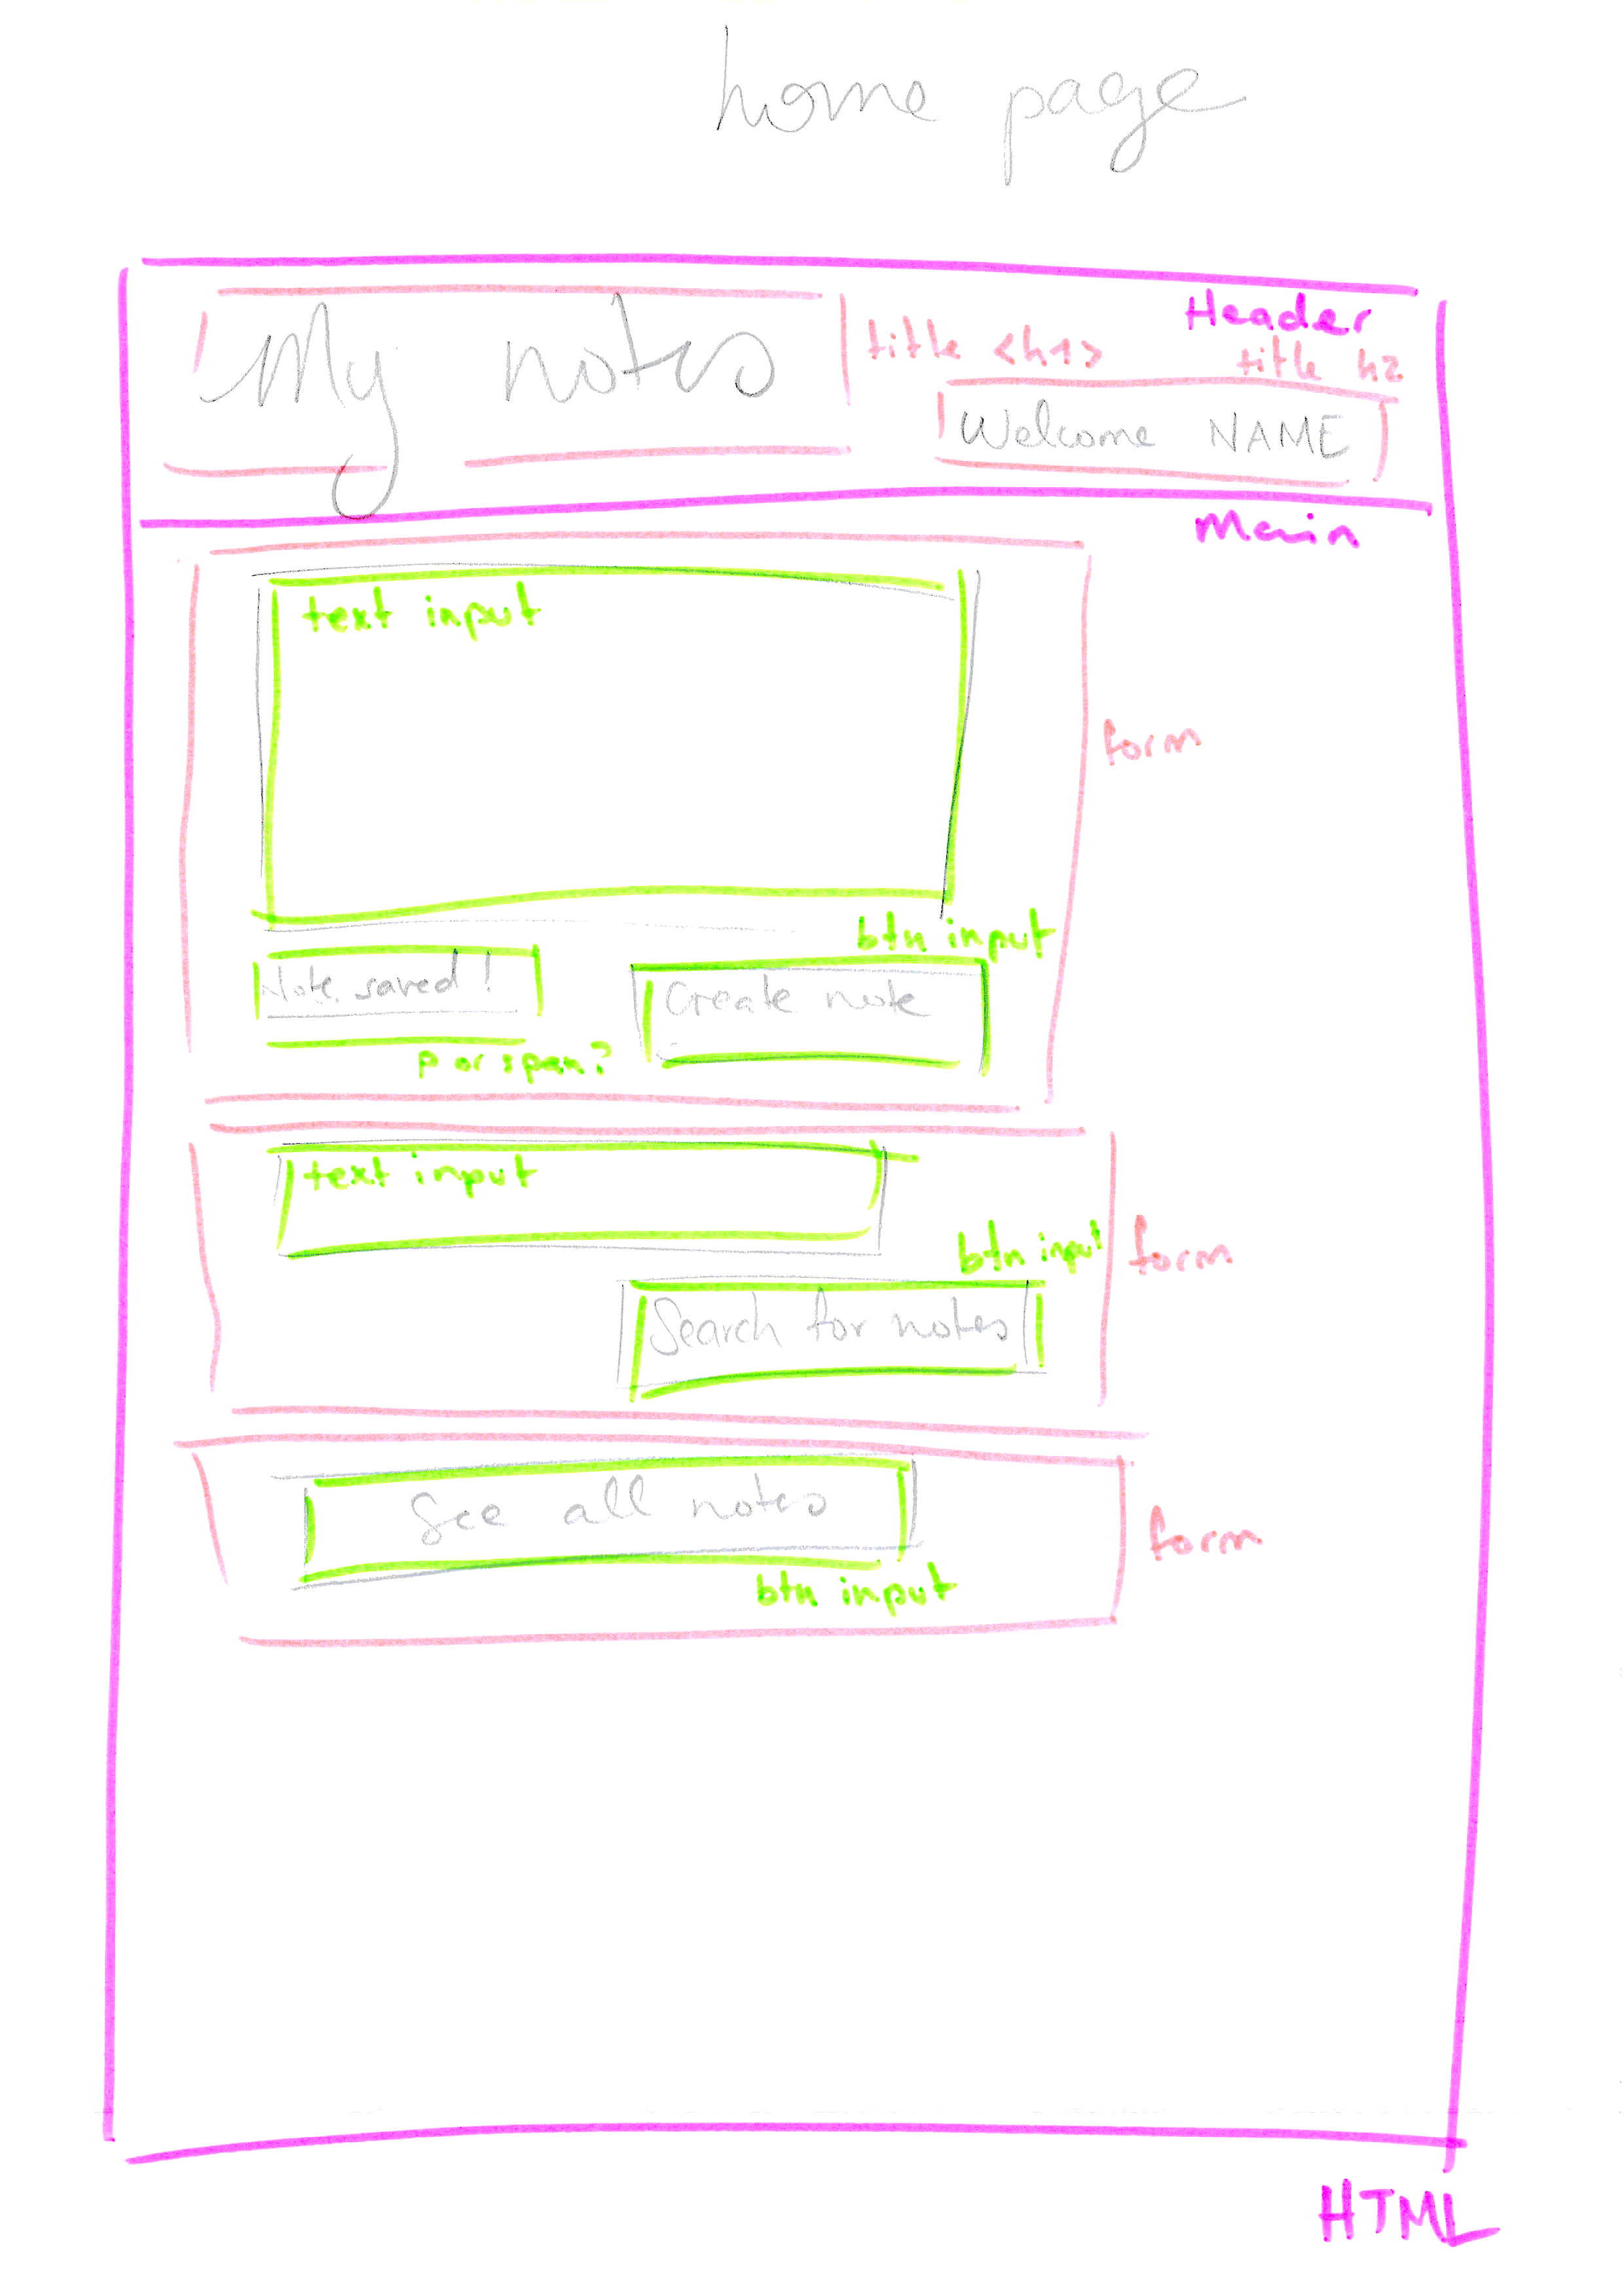 home page
Header
My notes
title <h1>
title h2
Welcome NAME
Main
text input
form
btn input
Note saved!
Create note
p or span?
text input
btn input
form
Search for notes
See all notes
form
btn input
HTML